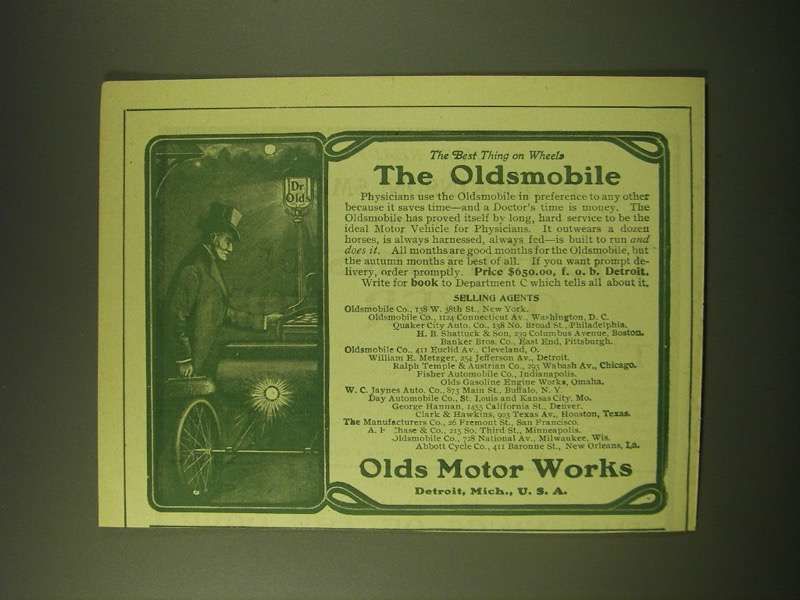 Dr
Olds
The Best Thing on Wheels
The Oldsmobile
Physicians use the Oldsmobile in preference to any other
because it saves time—and a Doctor's time is money. The
Oldsmobile has proved itself by long, hard service to be the
ideal Motor Vehicle for Physicians. It outwears a dozen
horses, is always harnessed, always fed—is built to run and
does it. All months are good months for the Oldsmobile, but
the autumn months are best of all. If you want prompt de-
livery, order promptly. Price $650.00, f. o. b. Detroit.
Write for book to Department C which tells all about it.
SELLING AGENTS
Oldsmobile Co., 138 W. 38th St., New York.
Oldsmobile Co., 1124 Connecticut Av., Washington, D. C.
Quaker City Auto. Co., 138 No. Broad St., Philadelphia.
H. B. Shattuck & Son, 239 Columbus Avenue, Boston.
Banker Bros. Co., East End, Pittsburgh.
Oldsmobile Co., 411 Euclid Av., Cleveland, O.
William E. Metzger, 254 Jefferson Av., Detroit.
Ralph Temple & Austrian Co., 293 Wabash Av., Chicago.
Fisher Automobile Co., Indianapolis.
Olds Gasoline Engine Works, Omaha.
W. C. Jaynes Auto. Co., 873 Main St., Buffalo, N. Y.
Day Automobile Co., St. Louis and Kansas City, Mo.
George Hannan, 1455 California St., Denver.
Clark & Hawkins, 903 Texas Av., Houston, Texas.
The Manufacturers Co., 26 Fremont St., San Francisco.
A. F. Chase & Co., 215 So. Third St., Minneapolis.
Oldsmobile Co., 728 National Av., Milwaukee, Wis.
Abbott Cycle Co., 411 Baronne St., New Orleans, La.
Olds Motor Works
Detroit, Mich., U. S. A.